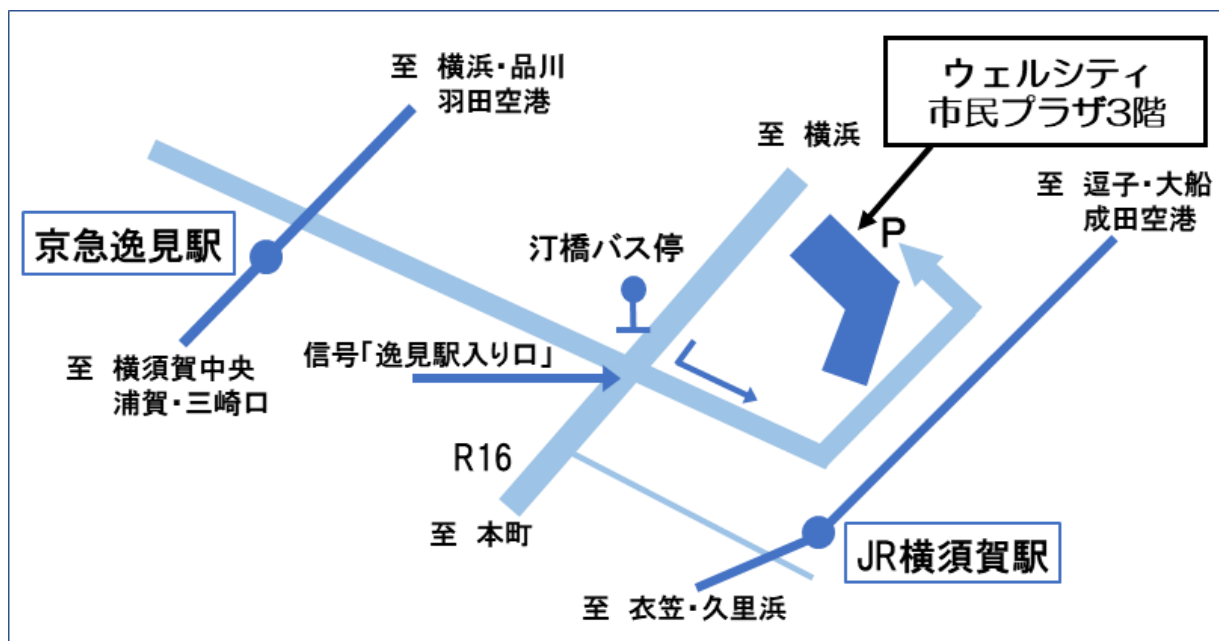 至 横浜・品川
羽田空港
ウェルシティ
市民プラザ3階
至 横浜
至 逗子・大船
成田空港
京急逸見駅
P
汀橋バス停
信号「逸見駅入り口」
至 横須賀中央
浦賀・三崎口
R16
至 本町
JR横須賀駅
至 衣笠・久里浜